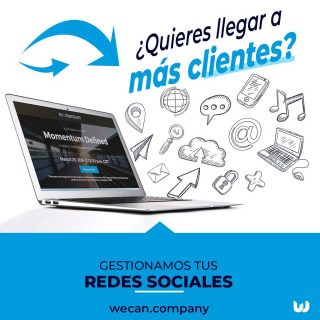 ¿Quieres llegar a
más clientes?
Momentum Defined
GESTIONAMOS TUS
REDES SOCIALES
wecan.company